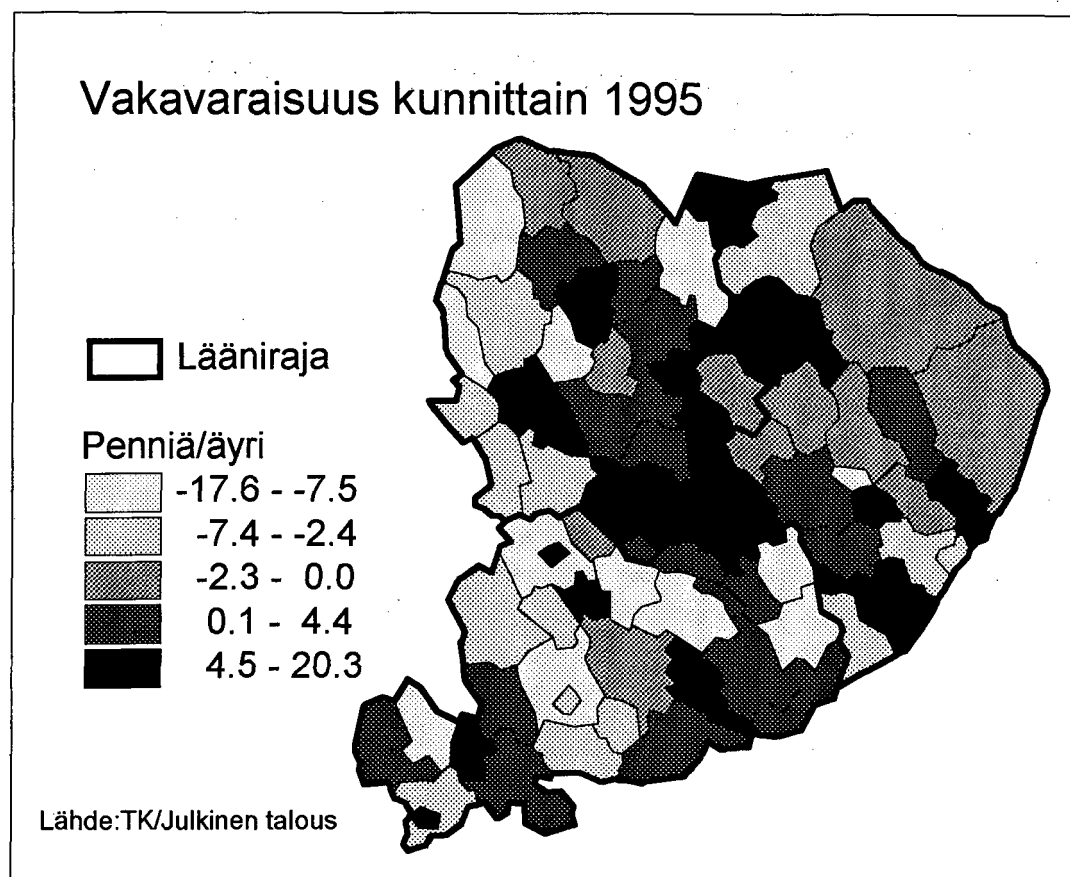 Vakavaraisuus kunnittain 1995
Lääniraja
Penniä/äyri
-17.6 - -7.5
-7.4 - -2.4
-2.3 - 0.0
0.1 - 4.4
4.5 - 20.3
Lähde:TK/Julkinen talous